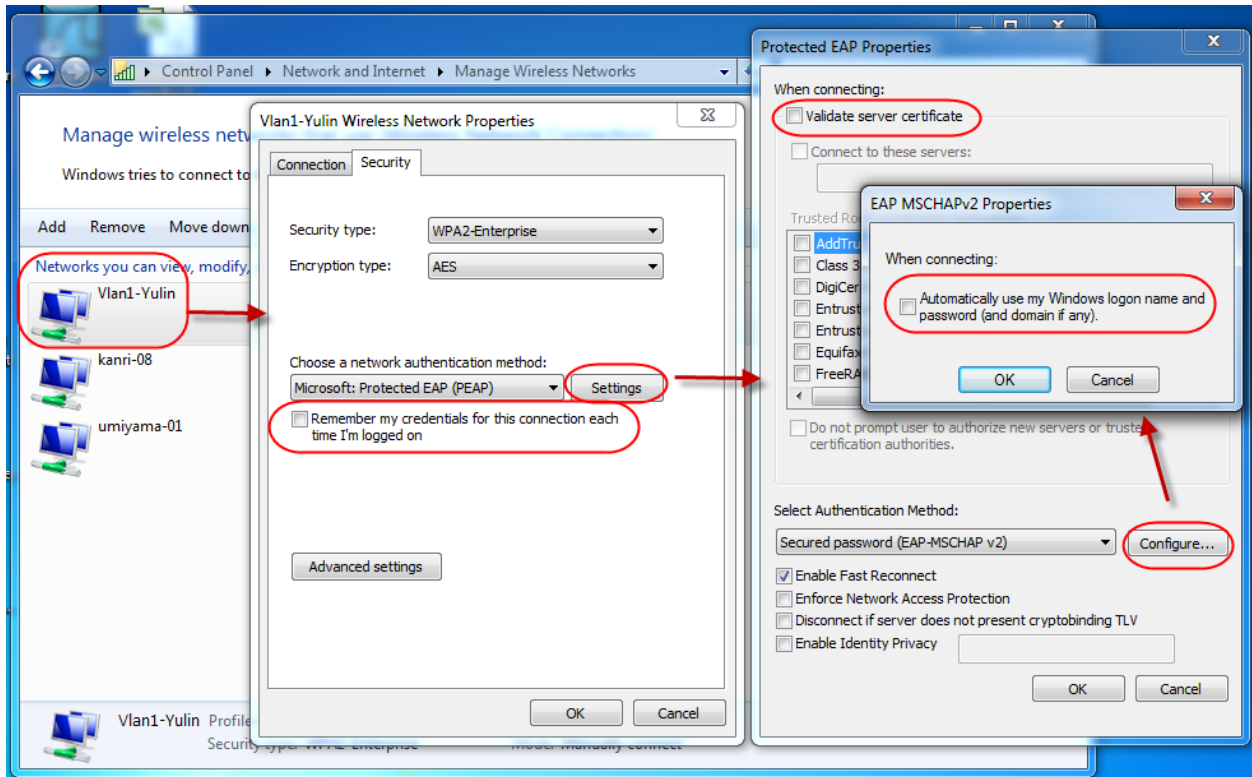 Control Panel ▸ Network and Internet ▸ Manage Wireless Networks
Manage wireless netw
Windows tries to connect to
Add Remove Move down
Networks you can view, modify,
Vlan1-Yulin
kanri-08
umiyama-01
Vlan1-Yulin Profile
Security type: WPA2-Enterprise Mode: Manually connect
Vlan1-Yulin Wireless Network Properties
Connection Security
Security type: WPA2-Enterprise
Encryption type: AES
Choose a network authentication method:
Microsoft: Protected EAP (PEAP) Settings
Remember my credentials for this connection each
time I'm logged on
Advanced settings
OK Cancel
Protected EAP Properties
When connecting:
Validate server certificate
Connect to these servers:
Trusted Ro
AddTru
Class 3
DigiCer
Entrust
Entrust
Equifax
FreeRA
Do not prompt user to authorize new servers or truste
certification authorities.
Select Authentication Method:
Secured password (EAP-MSCHAP v2) Configure...
Enable Fast Reconnect
Enforce Network Access Protection
Disconnect if server does not present cryptobinding TLV
Enable Identity Privacy
OK Cancel
EAP MSCHAPv2 Properties
When connecting:
Automatically use my Windows logon name and
password (and domain if any).
OK Cancel